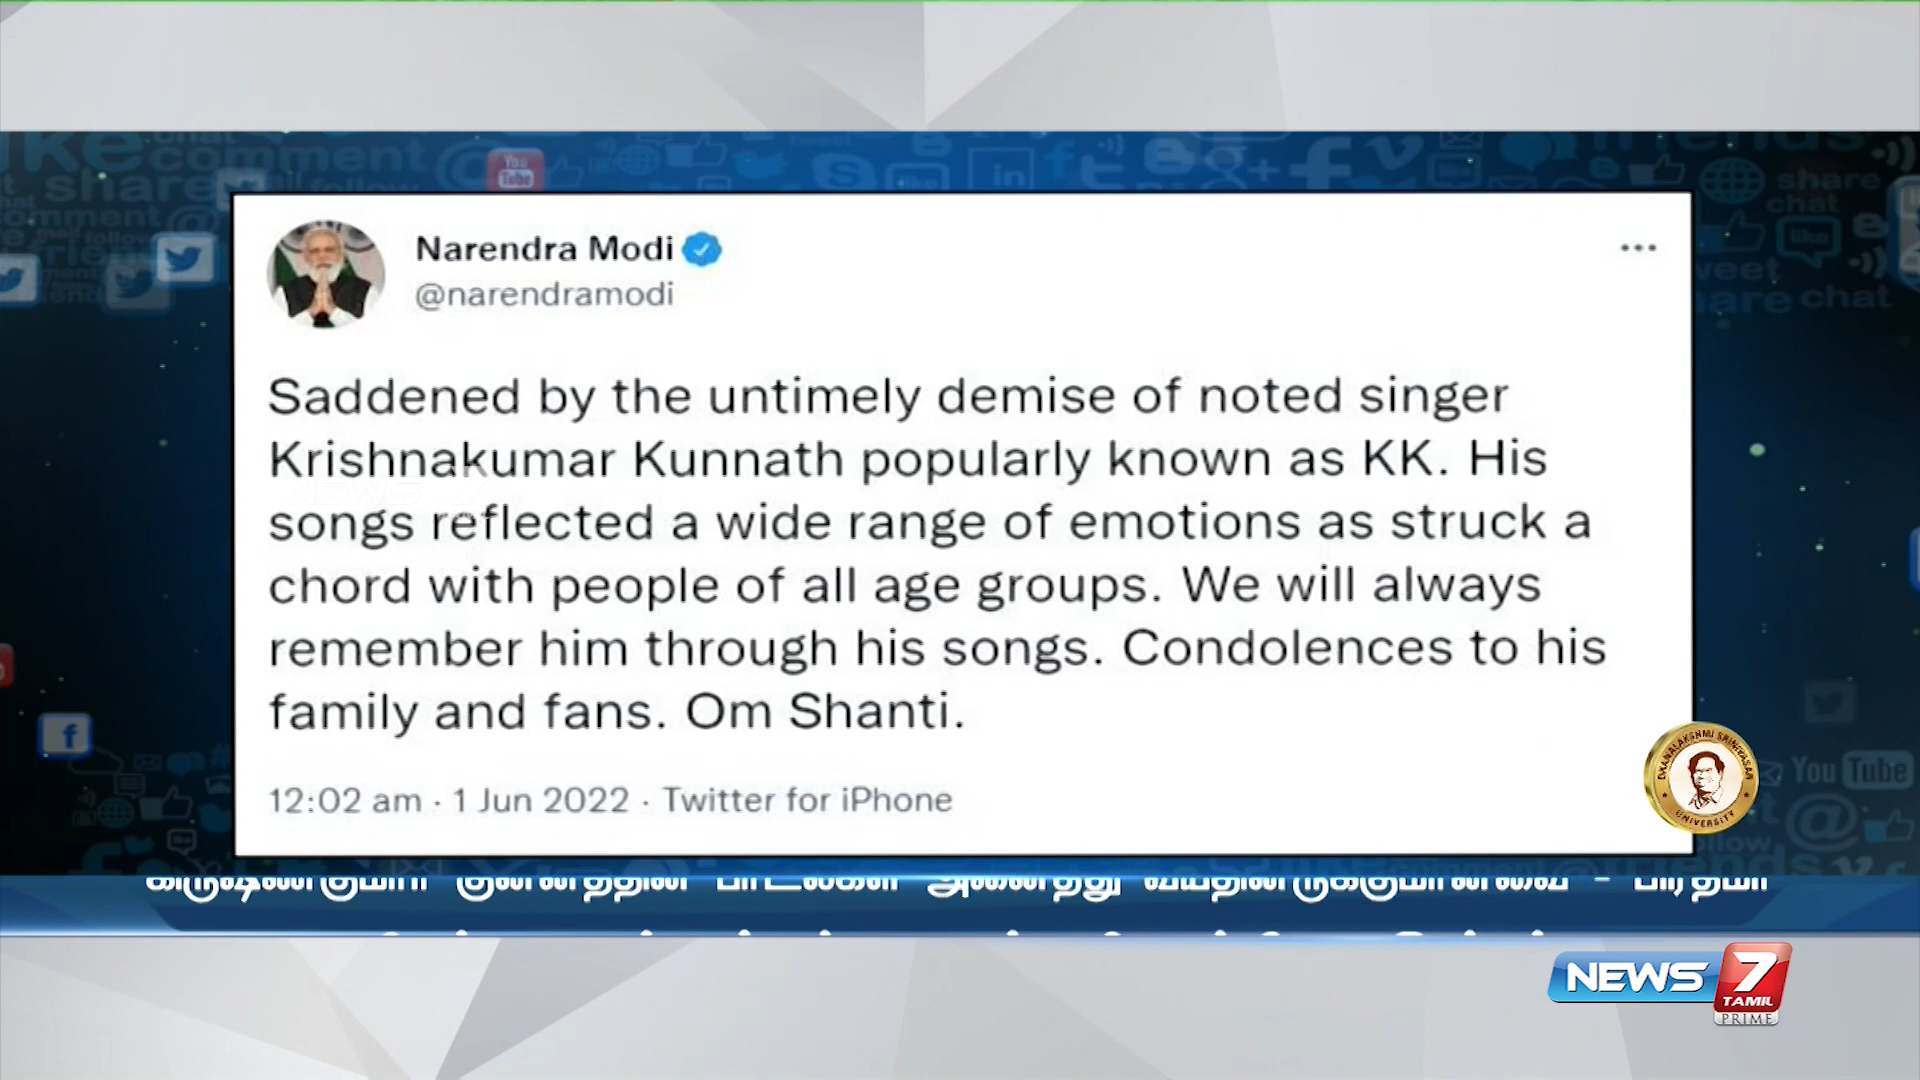 Narendra Modi
@narendramodi
Saddened by the untimely demise of noted singer
Krishnakumar Kunnath popularly known as KK. His
songs reflected a wide range of emotions as struck a
chord with people of all age groups. We will always
remember him through his songs. Condolences to his
family and fans. Om Shanti.
12:02 am · 1 Jun 2022 · Twitter for iPhone
DHANALAKSHMI SRINIVASAN
UNIVERSITY
NEWS 7
TAMIL
PRIME